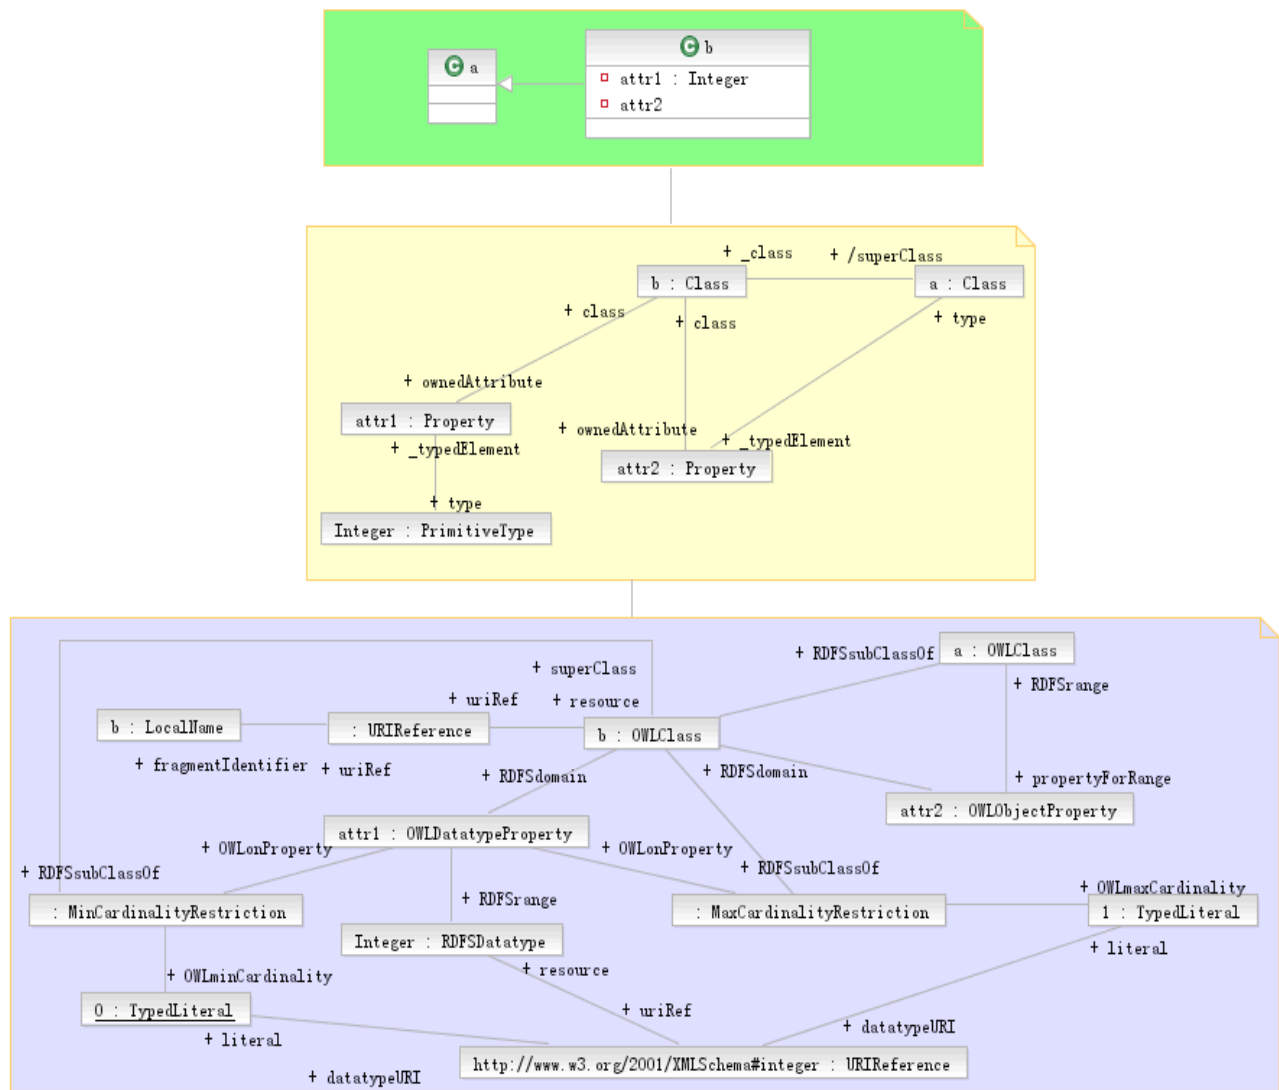 C a
C b
attr1 : Integer
attr2
+ _class
+ /superClass
b : Class
a : Class
+ class
+ class
+ type
+ ownedAttribute
attr1 : Property
+ ownedAttribute
+ _typedElement
+ _typedElement
attr2 : Property
+ type
Integer : PrimitiveType
+ RDFSsubClassOf
a : OWLClass
+ superClass
+ RDFSrange
+ uriRef
+ resource
b : LocalName
: URIReference
b : OWLClass
+ fragmentIdentifier
+ uriRef
+ RDFSdomain
+ RDFSdomain
+ propertyForRange
attr2 : OWLObjectProperty
attr1 : OWLDatatypeProperty
+ OWLonProperty
+ OWLonProperty
+ RDFSsubClassOf
+ RDFSsubClassOf
+ OWLmaxCardinality
+ RDFSrange
: MinCardinalityRestriction
: MaxCardinalityRestriction
1 : TypedLiteral
Integer : RDFSDatatype
+ literal
+ OWLminCardinality
+ resource
0 : TypedLiteral
+ uriRef
+ datatypeURI
+ literal
http://www.w3.org/2001/XMLSchema#integer : URIReference
+ datatypeURI